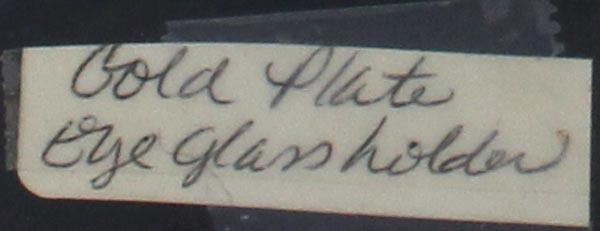 Gold Plate
Eye Glass holder